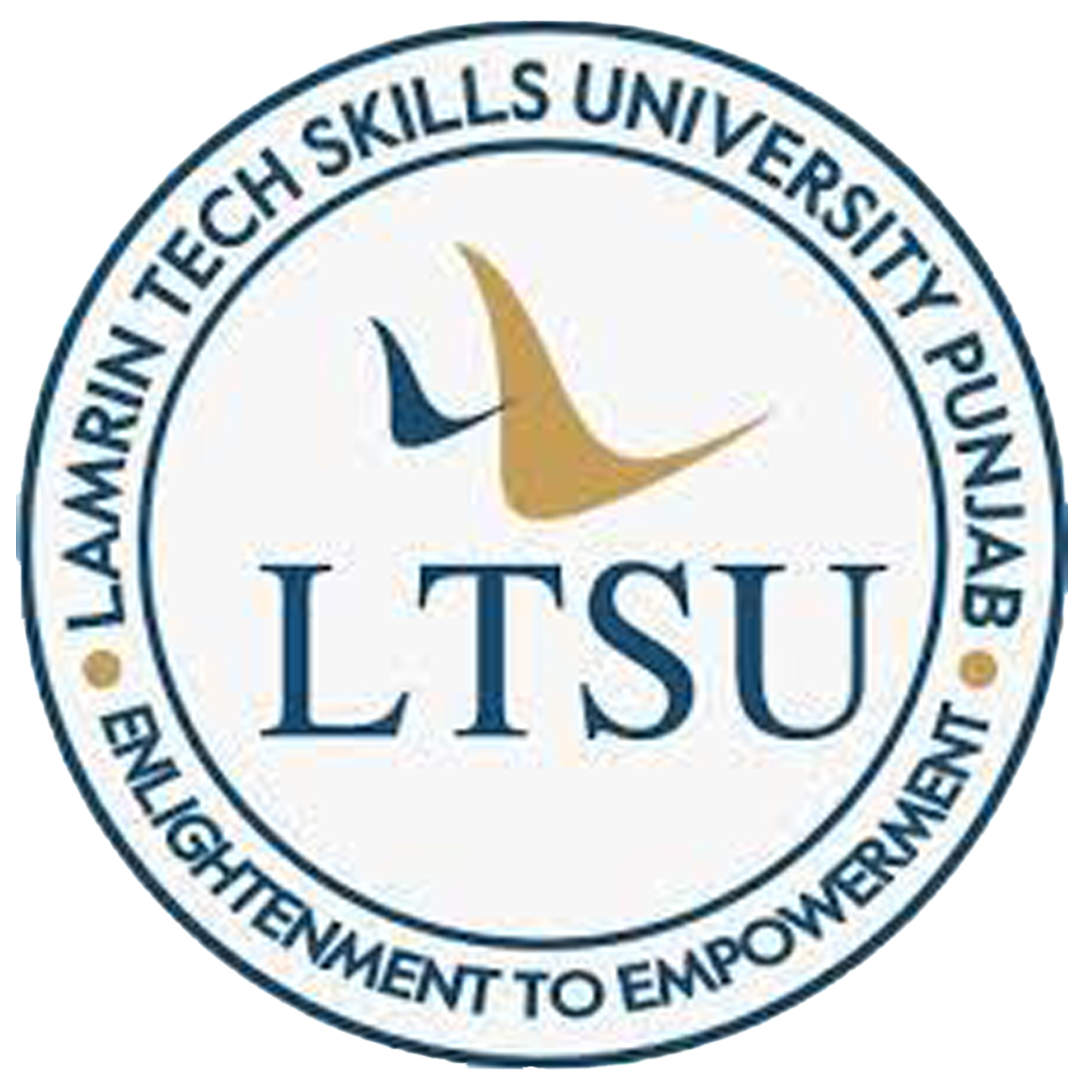 LAMRIN TECH SKILLS UNIVERSITY PUNJAB
LTSU
ENLIGHTENMENT TO EMPOWERMENT